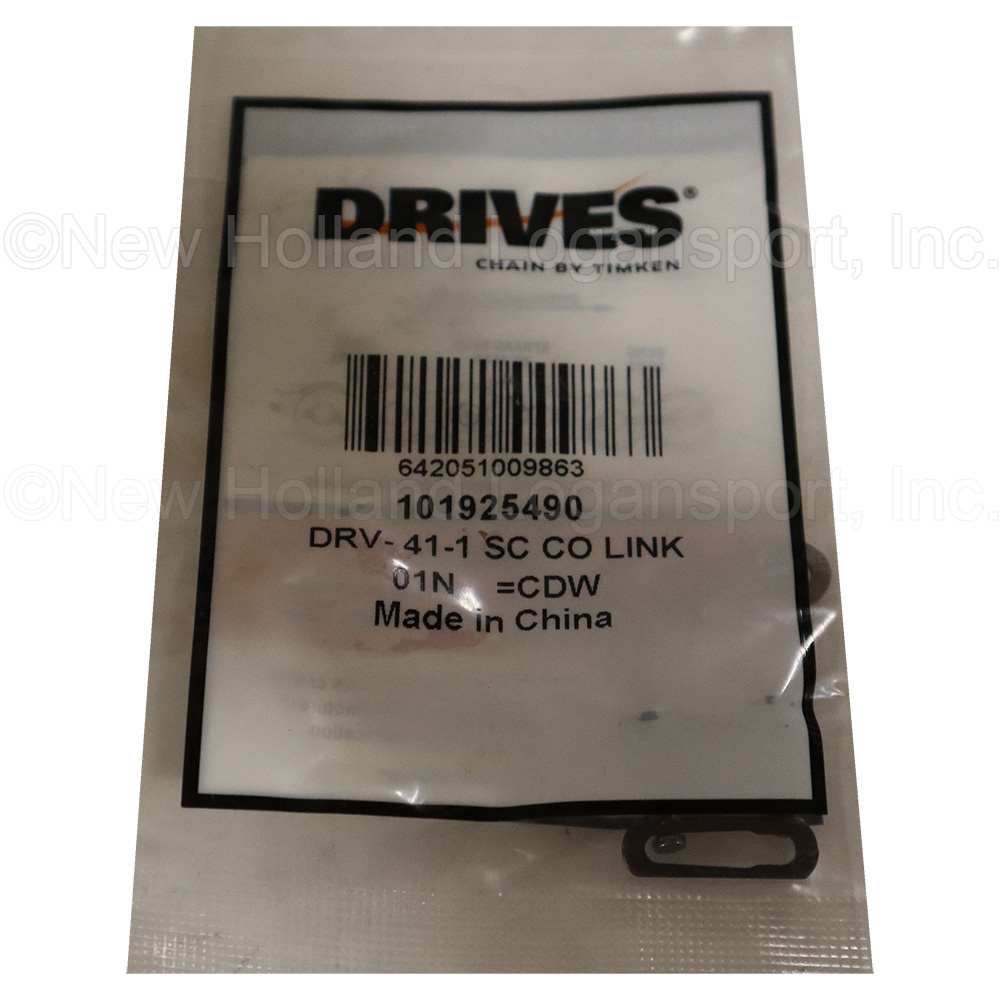 DRIVES®
©New Holland Logansport, Inc.
CHAIN BY TIMKEN
642051009863
©New Holland Logansport, Inc.
101925490
DRV- 41-1 SC CO LINK
01N =CDW
Made in China